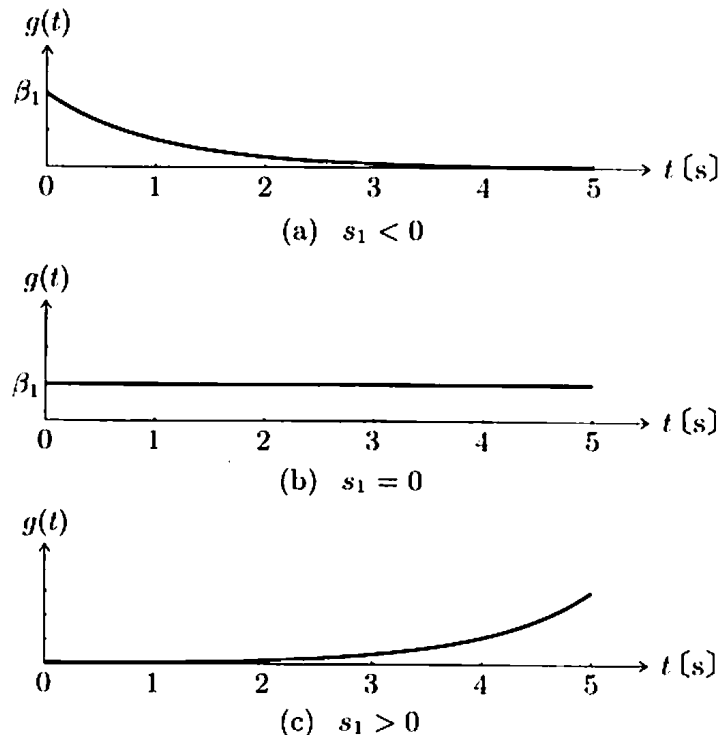 g(t)
β₁
0 1 2 3 4 5 t〔s〕
(a) s₁ < 0
g(t)
β₁
0 1 2 3 4 5 t〔s〕
(b) s₁ = 0
g(t)
0 1 2 3 4 5 t〔s〕
(c) s₁ > 0